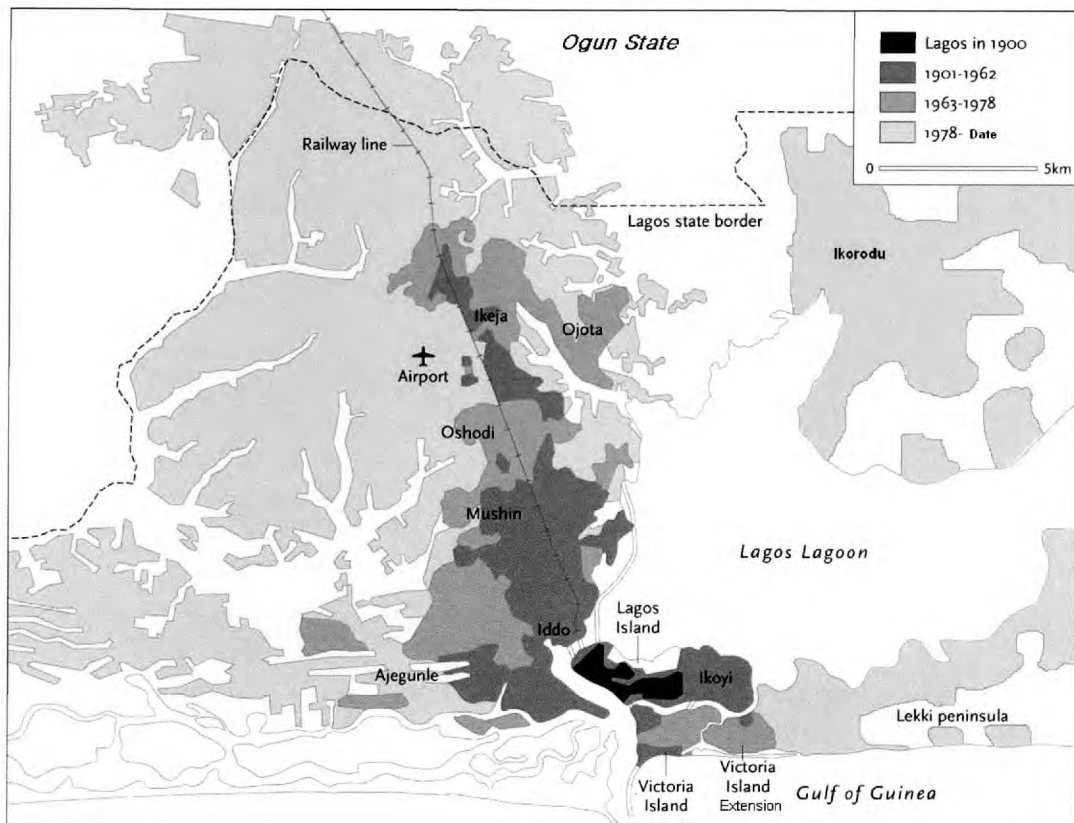 Ogun State
Lagos in 1900
1901-1962
1963-1978
1978- Date
0 5km
Railway line
Lagos state border
Ikorodu
Ikeja
Ojota
Airport
Oshodi
Mushin
Lagos Lagoon
Lagos
Island
Iddo
Ajegunle
Ikoyi
Lekki peninsula
Victoria
Island
Victoria
Island
Extension
Gulf of Guinea